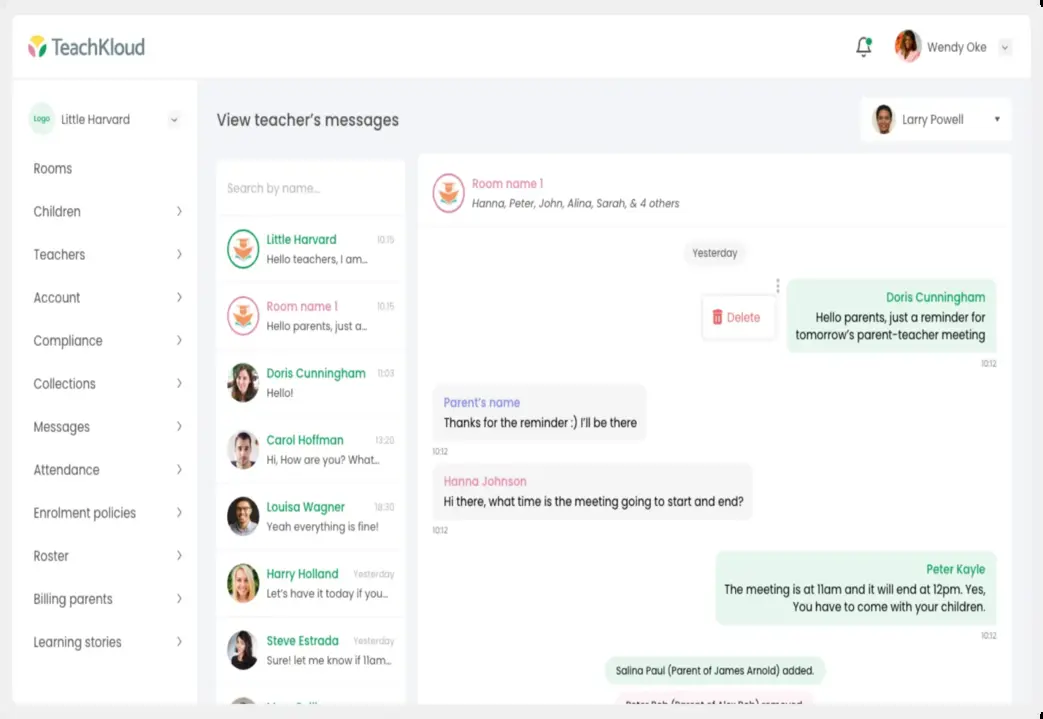 TeachKloud
Wendy Oke
Logo
Little Harvard
Rooms
Children
Teachers
Account
Compliance
Collections
Messages
Attendance
Enrolment policies
Roster
Billing parents
Learning stories
View teacher's messages
Larry Powell
Search by name...
Little Harvard 10:15
Hello teachers, I am...
Room name 1 10:15
Hello parents, just a...
Doris Cunningham 11:03
Hello!
Carol Hoffman 13:20
Hi, How are you? What...
Louisa Wagner 18:30
Yeah everything is fine!
Harry Holland Yesterday
Let's have it today if you...
Steve Estrada Yesterday
Sure! let me know if 11am...
Room name 1
Hanna, Peter, John, Alina, Sarah, & 4 others
Yesterday
Delete
Doris Cunningham
Hello parents, just a reminder for
tomorrow's parent-teacher meeting
10:12
Parent's name
Thanks for the reminder :) I'll be there
10:12
Hanna Johnson
Hi there, what time is the meeting going to start and end?
10:12
Peter Kayle
The meeting is at 11am and it will end at 12pm. Yes,
You have to come with your children.
10:12
Salina Paul (Parent of James Arnold) added.